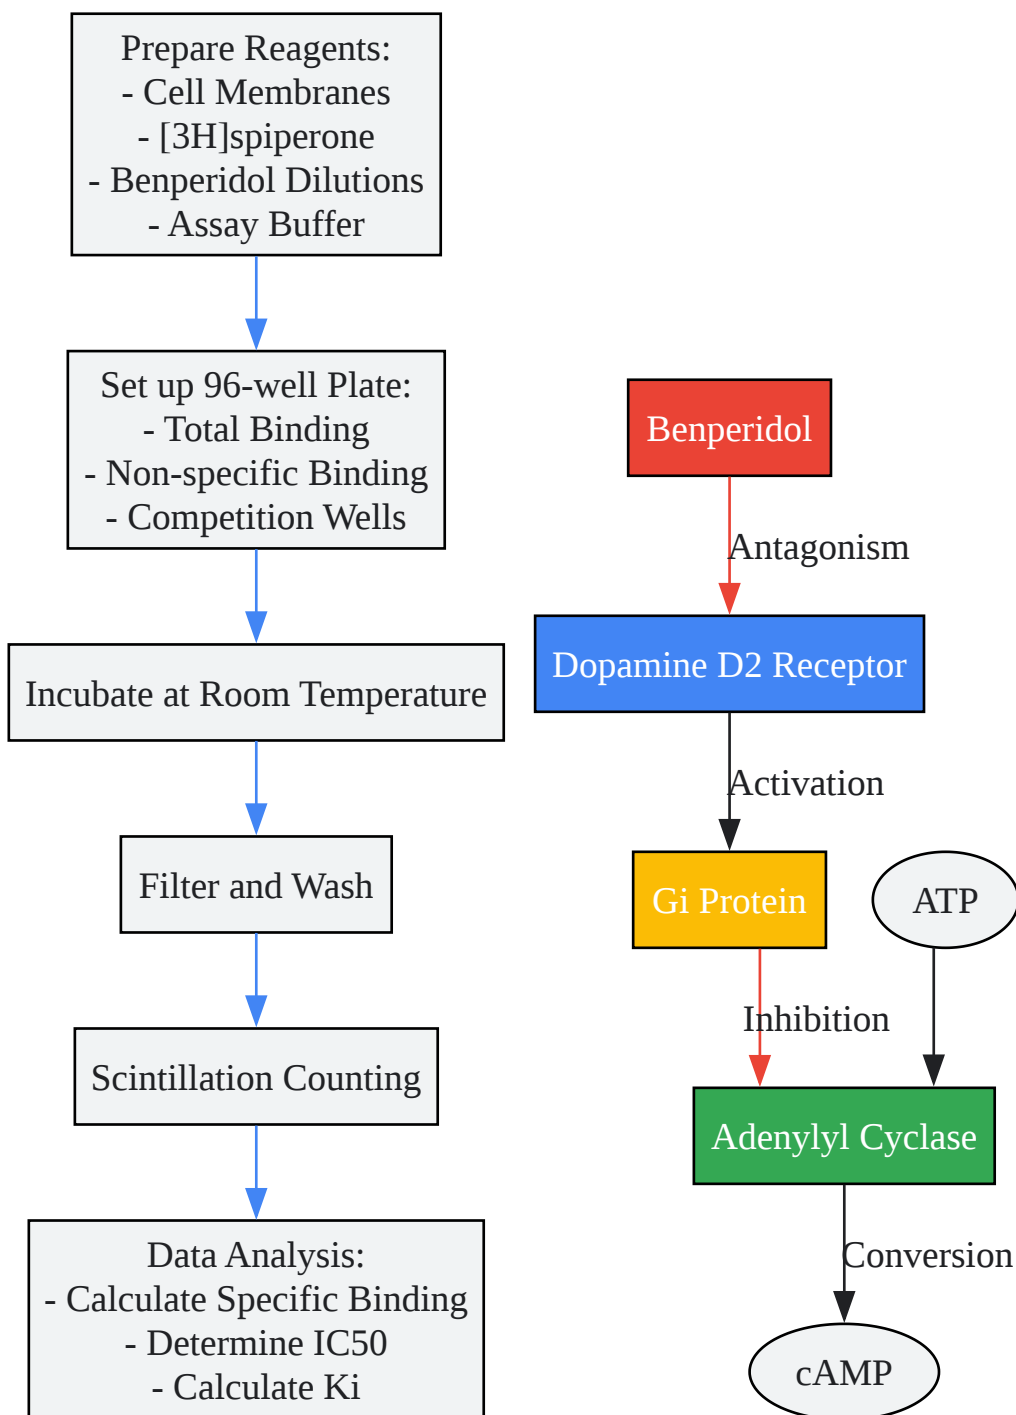 Prepare Reagents:
- Cell Membranes
- [3H]spiperone
- Benperidol Dilutions
- Assay Buffer
Set up 96-well Plate:
- Total Binding
- Non-specific Binding
- Competition Wells
Incubate at Room Temperature
Filter and Wash
Scintillation Counting
Data Analysis:
- Calculate Specific Binding
- Determine IC50
- Calculate Ki
Benperidol
Antagonism
Dopamine D2 Receptor
Activation
Gi Protein
ATP
Inhibition
Adenylyl Cyclase
Conversion
cAMP